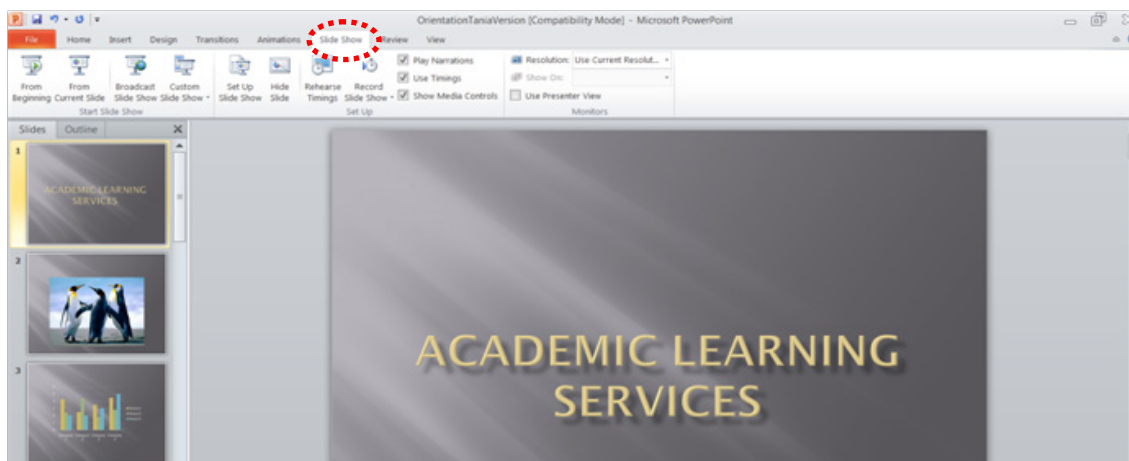 OrientationTaniaVersion [Compatibility Mode] - Microsoft PowerPoint
File Home Insert Design Transitions Animations Slide Show Review View
From Beginning
From Current Slide
Broadcast Slide Show
Custom Slide Show
Start Slide Show
Set Up Slide Show
Hide Slide
Rehearse Timings
Record Slide Show
Play Narrations
Use Timings
Show Media Controls
Set Up
Resolution: Use Current Resolut...
Show On:
Use Presenter View
Monitors
Slides Outline
1
ACADEMIC LEARNING
SERVICES
2
3
ACADEMIC LEARNING
SERVICES